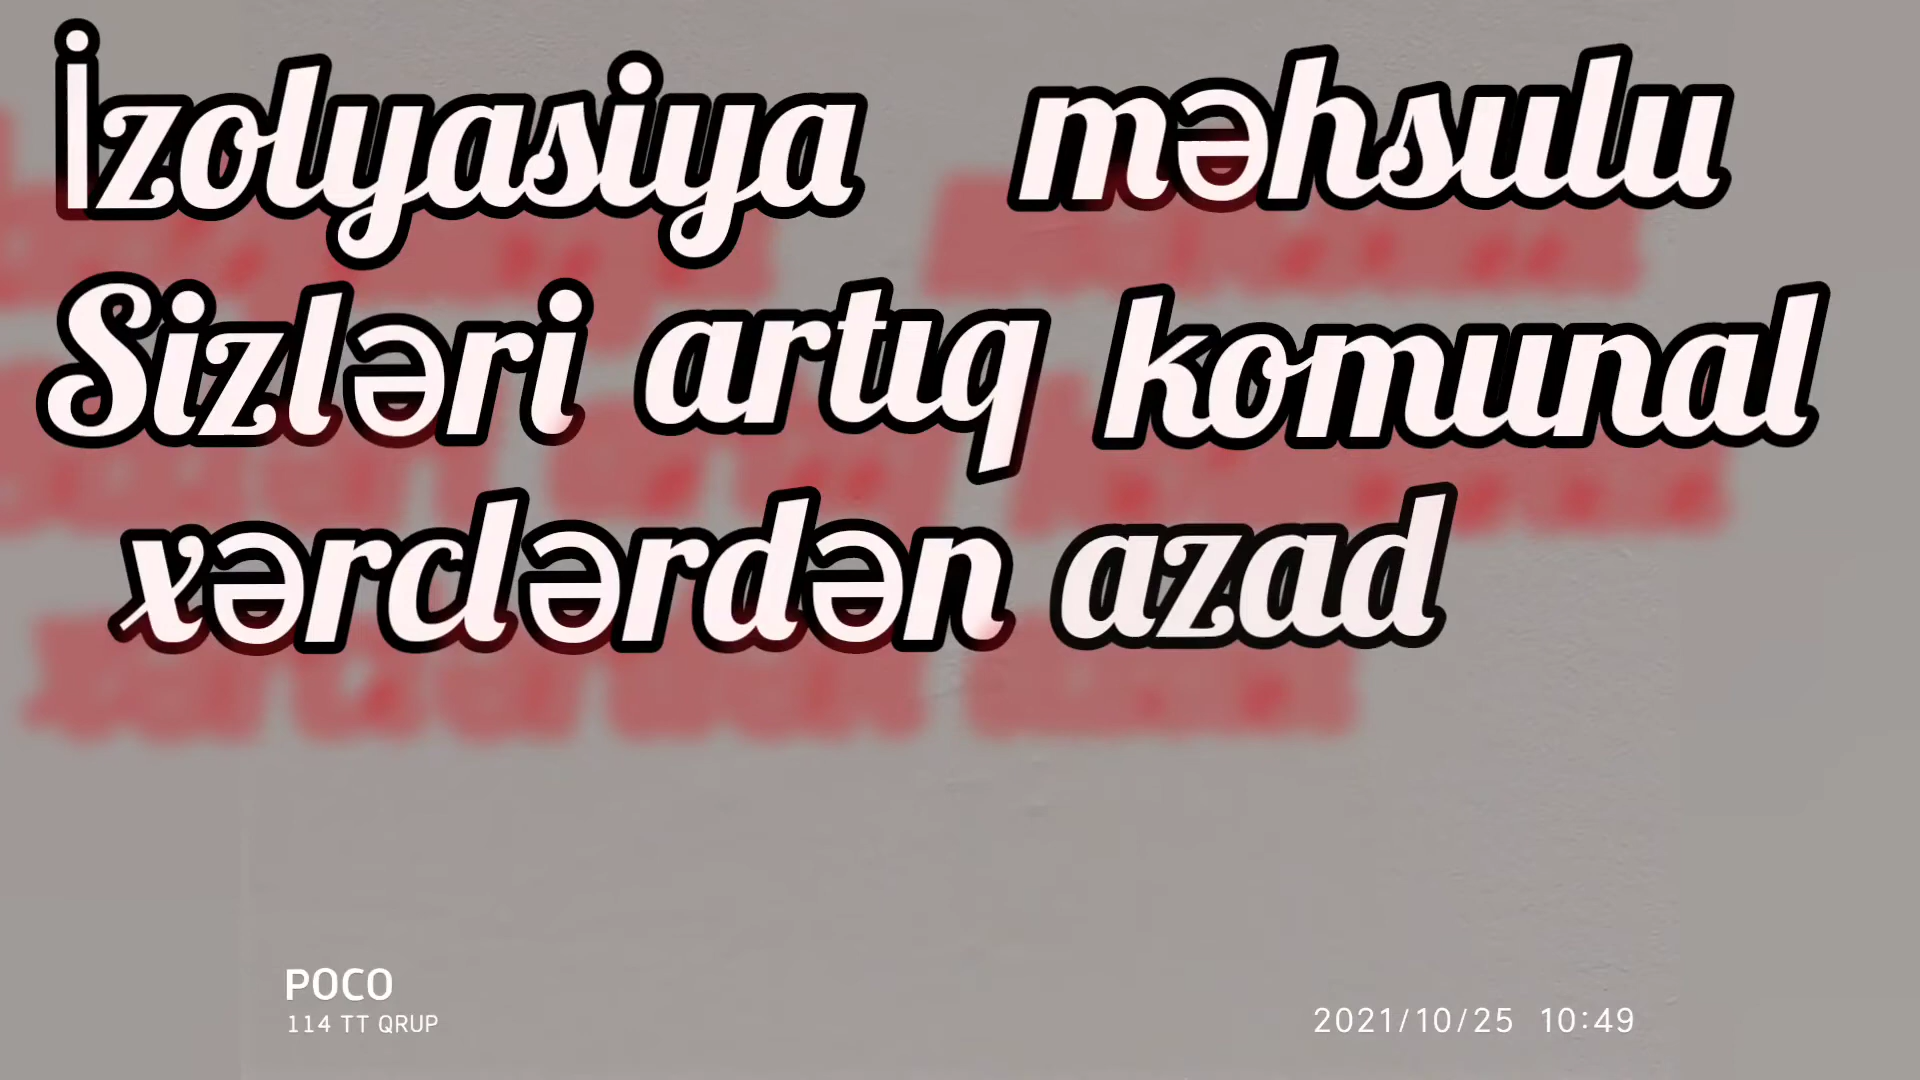 İzolyasiya məhsulu
Sizləri artıq komunal
xərclərdən azad
POCO
114 TT QRUP
2021/10/25 10:49